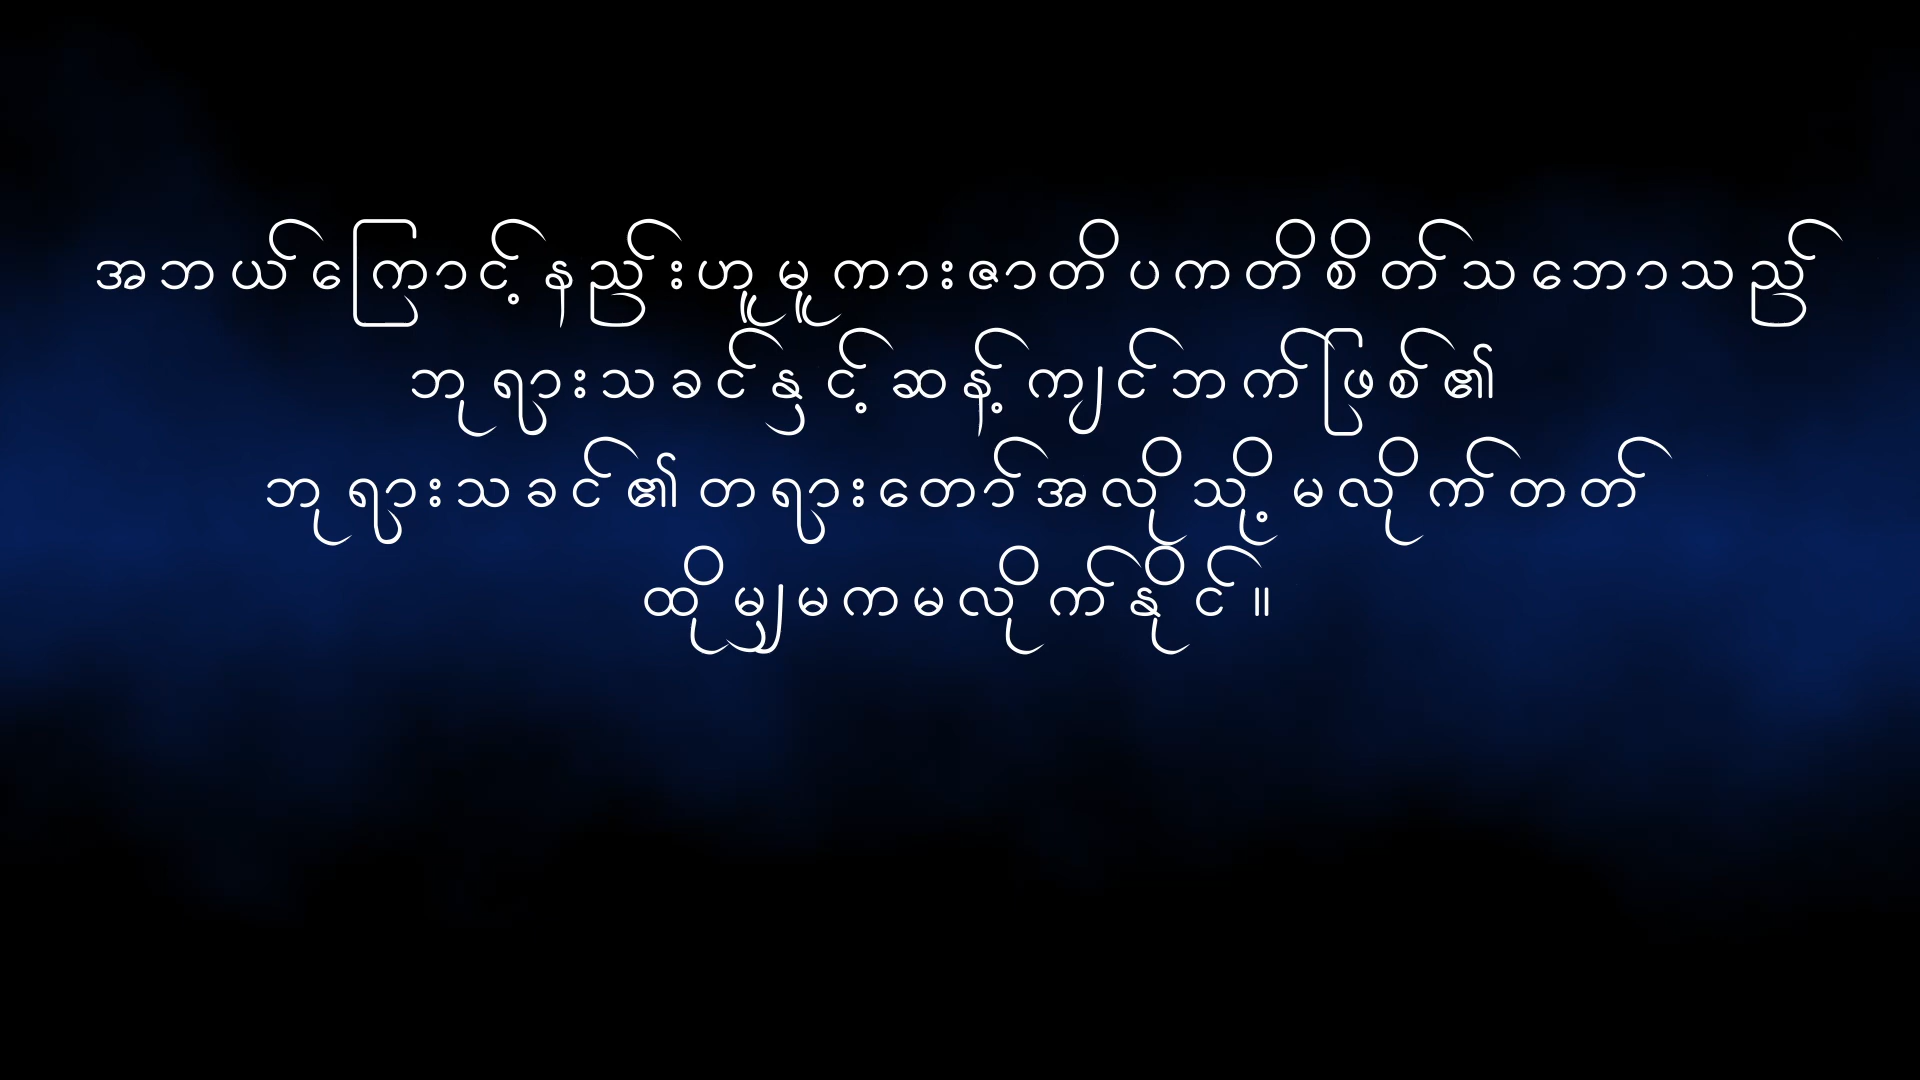 အဘယ်ကြောင့်နည်းဟူမူကားဇာတိပကတိစိတ်သဘောသည်
ဘုရားသခင်နှင့်ဆန့်ကျင်ဘက်ဖြစ်၏
ဘုရားသခင်၏တရားတော်အလိုသို့မလိုက်တတ်
ထိုမျှမကမလိုက်နိုင်။